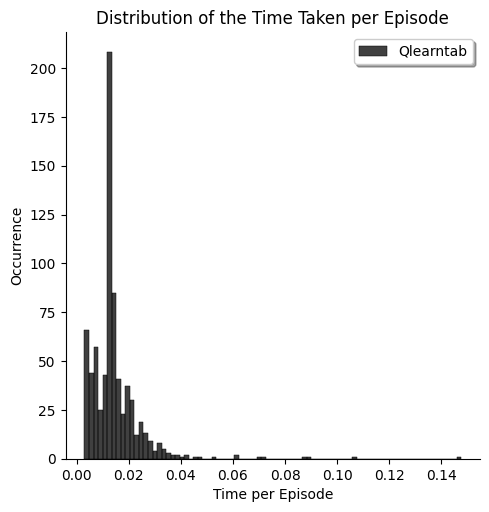 Distribution of the Time Taken per Episode
Qlearntab
200
175
150
125
100
75
50
25
0
Occurrence
0.00 0.02 0.04 0.06 0.08 0.10 0.12 0.14
Time per Episode